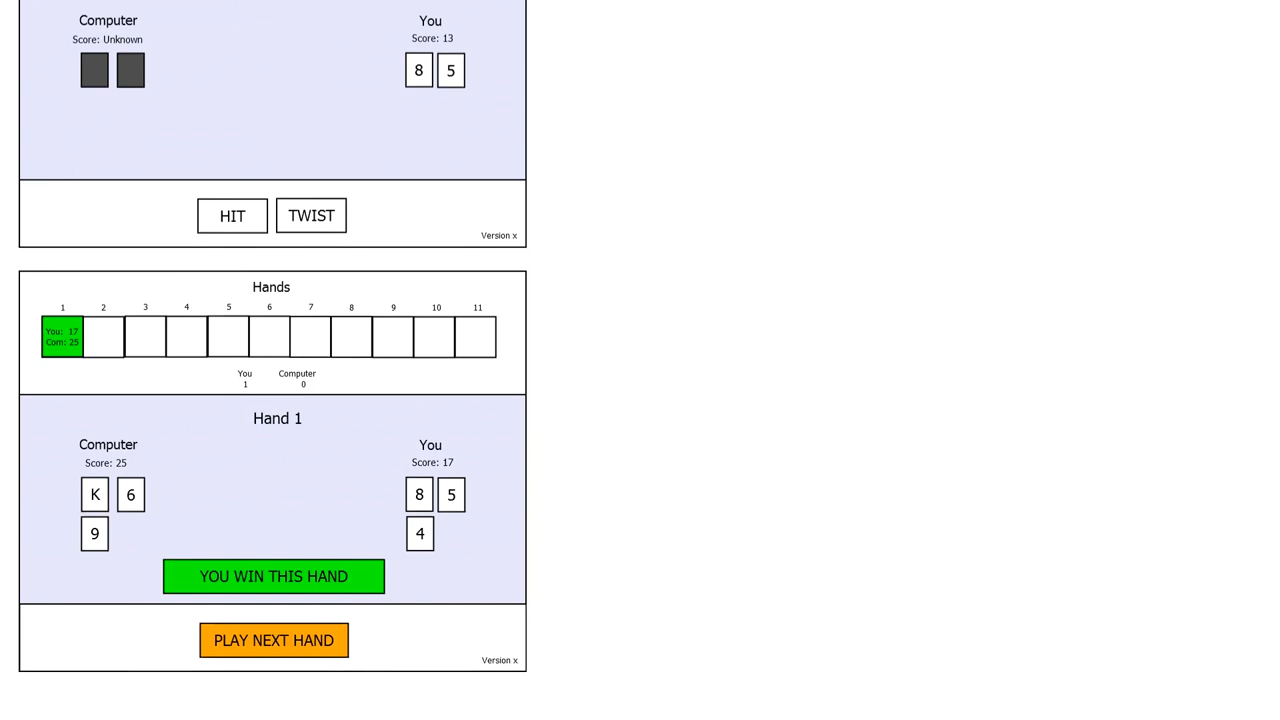 Computer You
Score: Unknown Score: 13
8 5
HIT TWIST
Version x
Hands
1 2 3 4 5 6 7 8 9 10 11
You: 17
Com: 25
You Computer
1 0
Hand 1
Computer You
Score: 25 Score: 17
K 6 8 5
9 4
YOU WIN THIS HAND
PLAY NEXT HAND
Version x